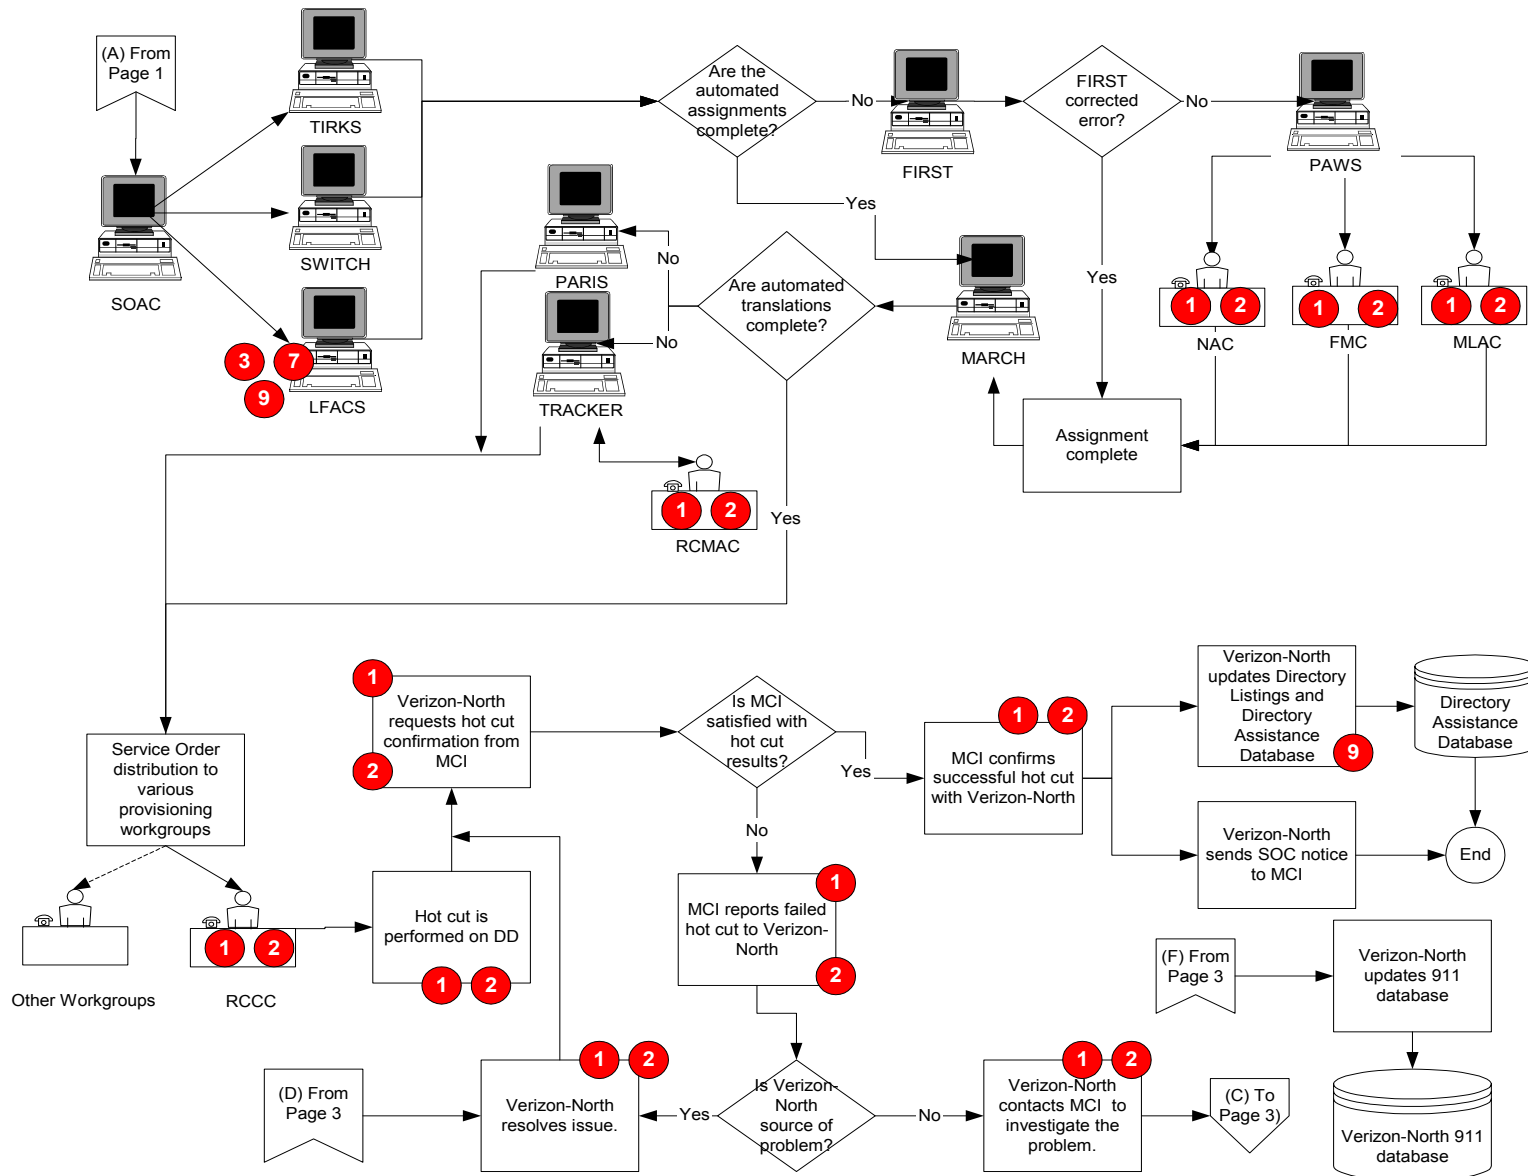 (A) From
Page 1
TIRKS
SOAC
SWITCH
3
7
9
LFACS
Are the
automated
assignments
complete?
No
Yes
FIRST
FIRST
corrected
error?
No
Yes
PAWS
PARIS
No
TRACKER
No
Are automated
translations
complete?
Yes
MARCH
1
2
NAC
1
2
FMC
1
2
MLAC
Assignment
complete
1
2
RCMAC
Service Order
distribution to
various
provisioning
workgroups
Other Workgroups
1
2
RCCC
1
Verizon-North
requests hot cut
confirmation from
MCI
2
Hot cut is
performed on DD
1
2
Is MCI
satisfied with
hot cut
results?
Yes
No
1
2
MCI confirms
successful hot cut
with Verizon-North
Verizon-North
updates Directory
Listings and
Directory
Assistance
Database
9
Directory
Assistance
Database
Verizon-North
sends SOC notice
to MCI
End
1
MCI reports failed
hot cut to Verizon-
North
2
(F) From
Page 3
Verizon-North
updates 911
database
Verizon-North 911
database
(D) From
Page 3
1
2
Verizon-North
resolves issue.
Yes
Is Verizon-
North
source of
problem?
No
1
2
Verizon-North
contacts MCI to
investigate the
problem.
(C) To
Page 3)